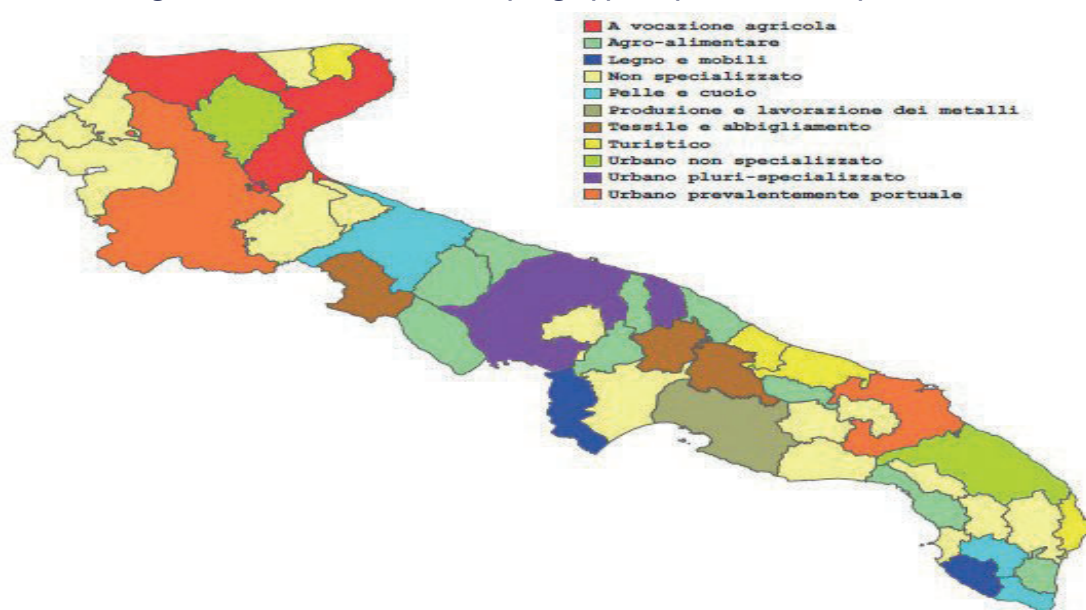 A vocazione agricola
Agro-alimentare
Legno e mobili
Non specializzato
Pelle e cuoio
Produzione e lavorazione dei metalli
Tessile e abbigliamento
Turistico
Urbano non specializzato
Urbano pluri-specializzato
Urbano prevalentemente portuale